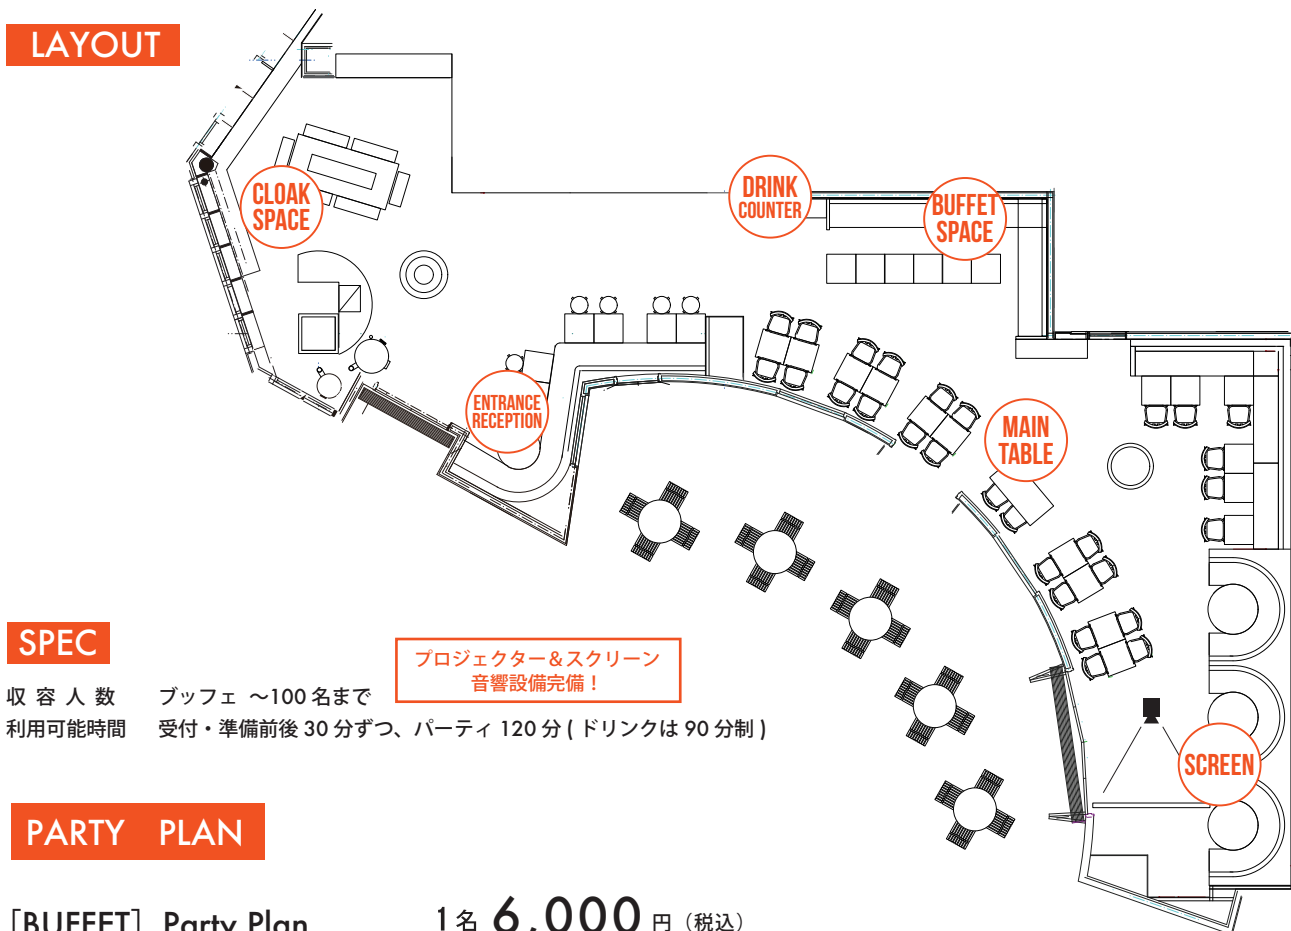 LAYOUT
CLOAK
SPACE
DRINK
COUNTER
BUFFET
SPACE
ENTRANCE
RECEPTION
MAIN
TABLE
SCREEN
SPEC
プロジェクター＆スクリーン
音響設備完備！
収容人数 ブッフェ ～100名まで
利用可能時間 受付・準備前後 30 分ずつ、パーティ 120 分 ( ドリンクは 90 分制 )
PARTY PLAN
［BUFFET］ Party Plan 1名 6,000 円（税込）